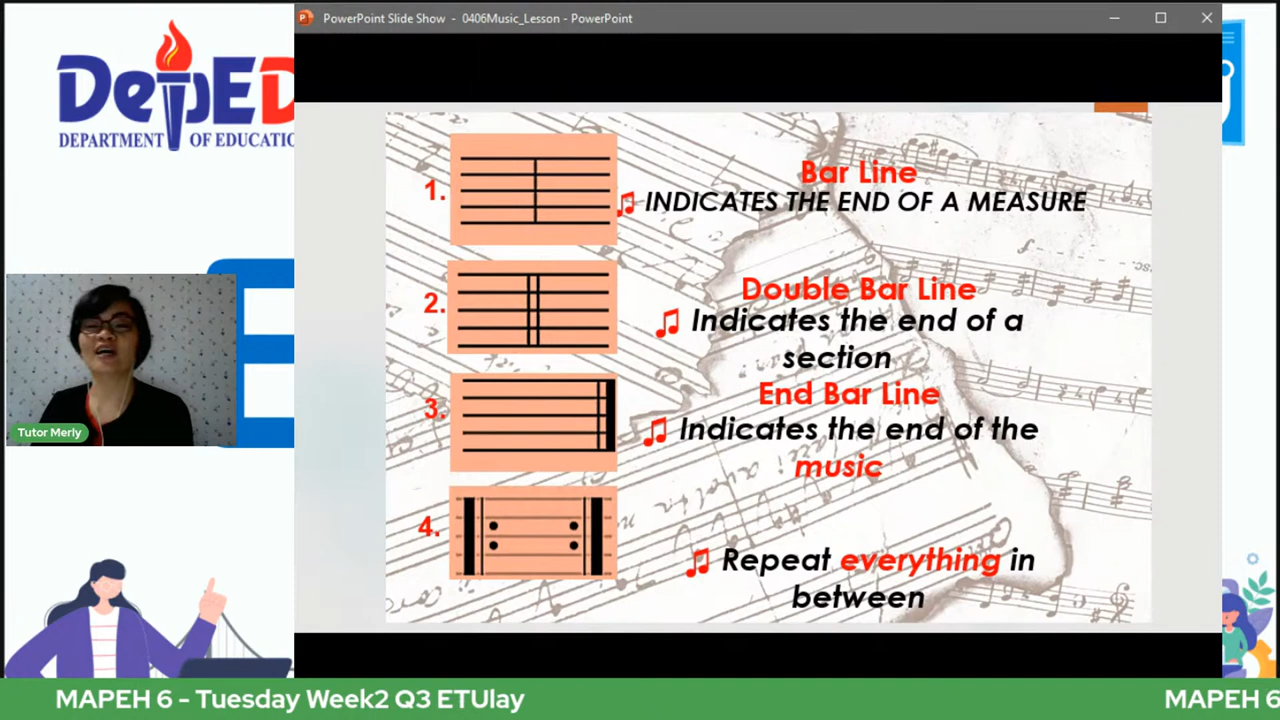 PowerPoint Slide Show - 0406Music_Lesson - PowerPoint
DepED
DEPARTMENT OF EDUCATIO
1.
Bar Line
INDICATES THE END OF A MEASURE
2.
Double Bar Line
Indicates the end of a
section
3.
End Bar Line
Indicates the end of the
music
4.
Repeat everything in
between
Tutor Merly
MAPEH 6 - Tuesday Week2 Q3 ETUlay
MAPEH 6